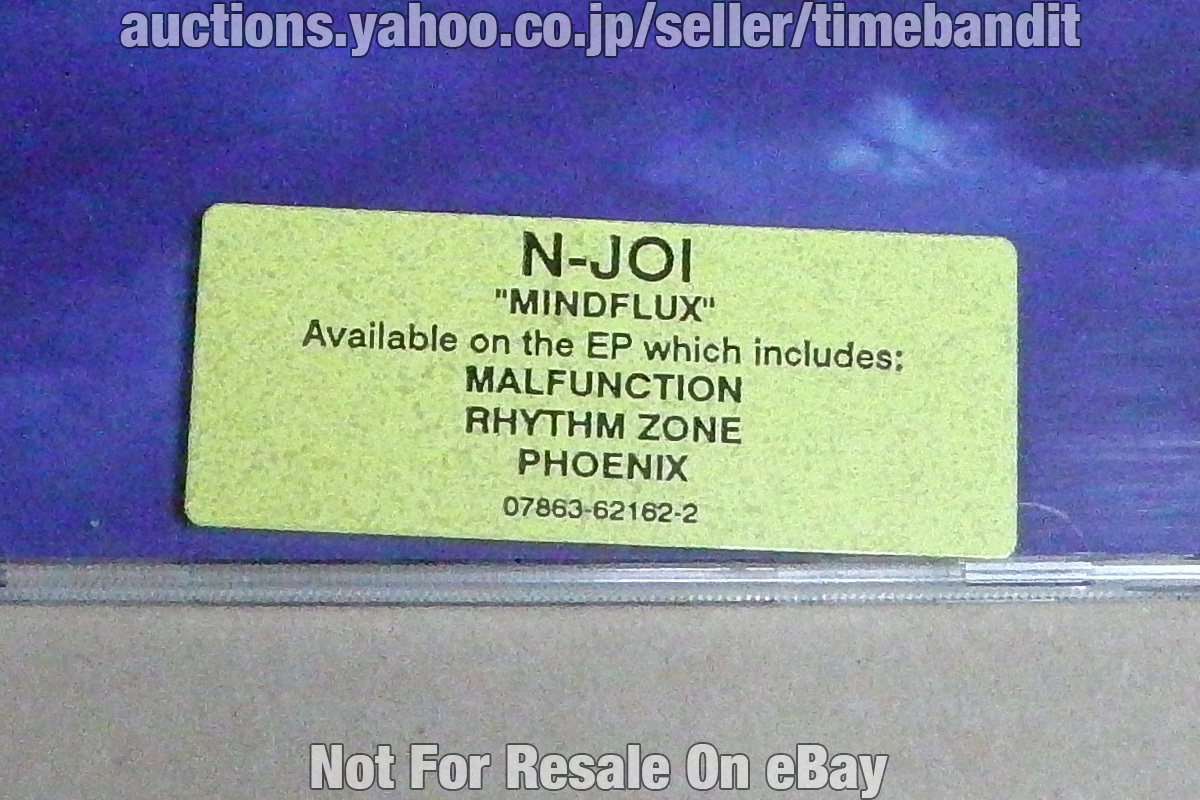 auctions.yahoo.co.jp/seller/timebandit
N-JOI
"MINDFLUX"
Available on the EP which includes:
MALFUNCTION
RHYTHM ZONE
PHOENIX
07863-62162-2
Not For Resale On eBay